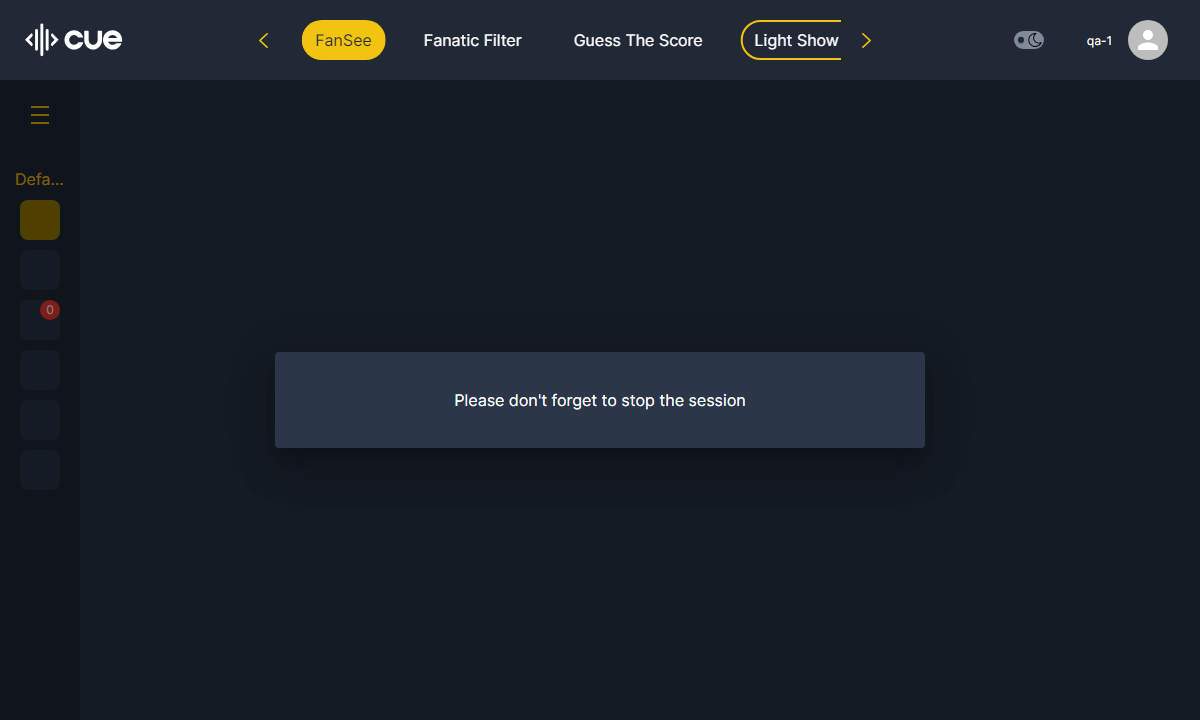 cue
FanSee
Fanatic Filter
Guess The Score
Light Show
qa-1
Defa...
0
Please don't forget to stop the session